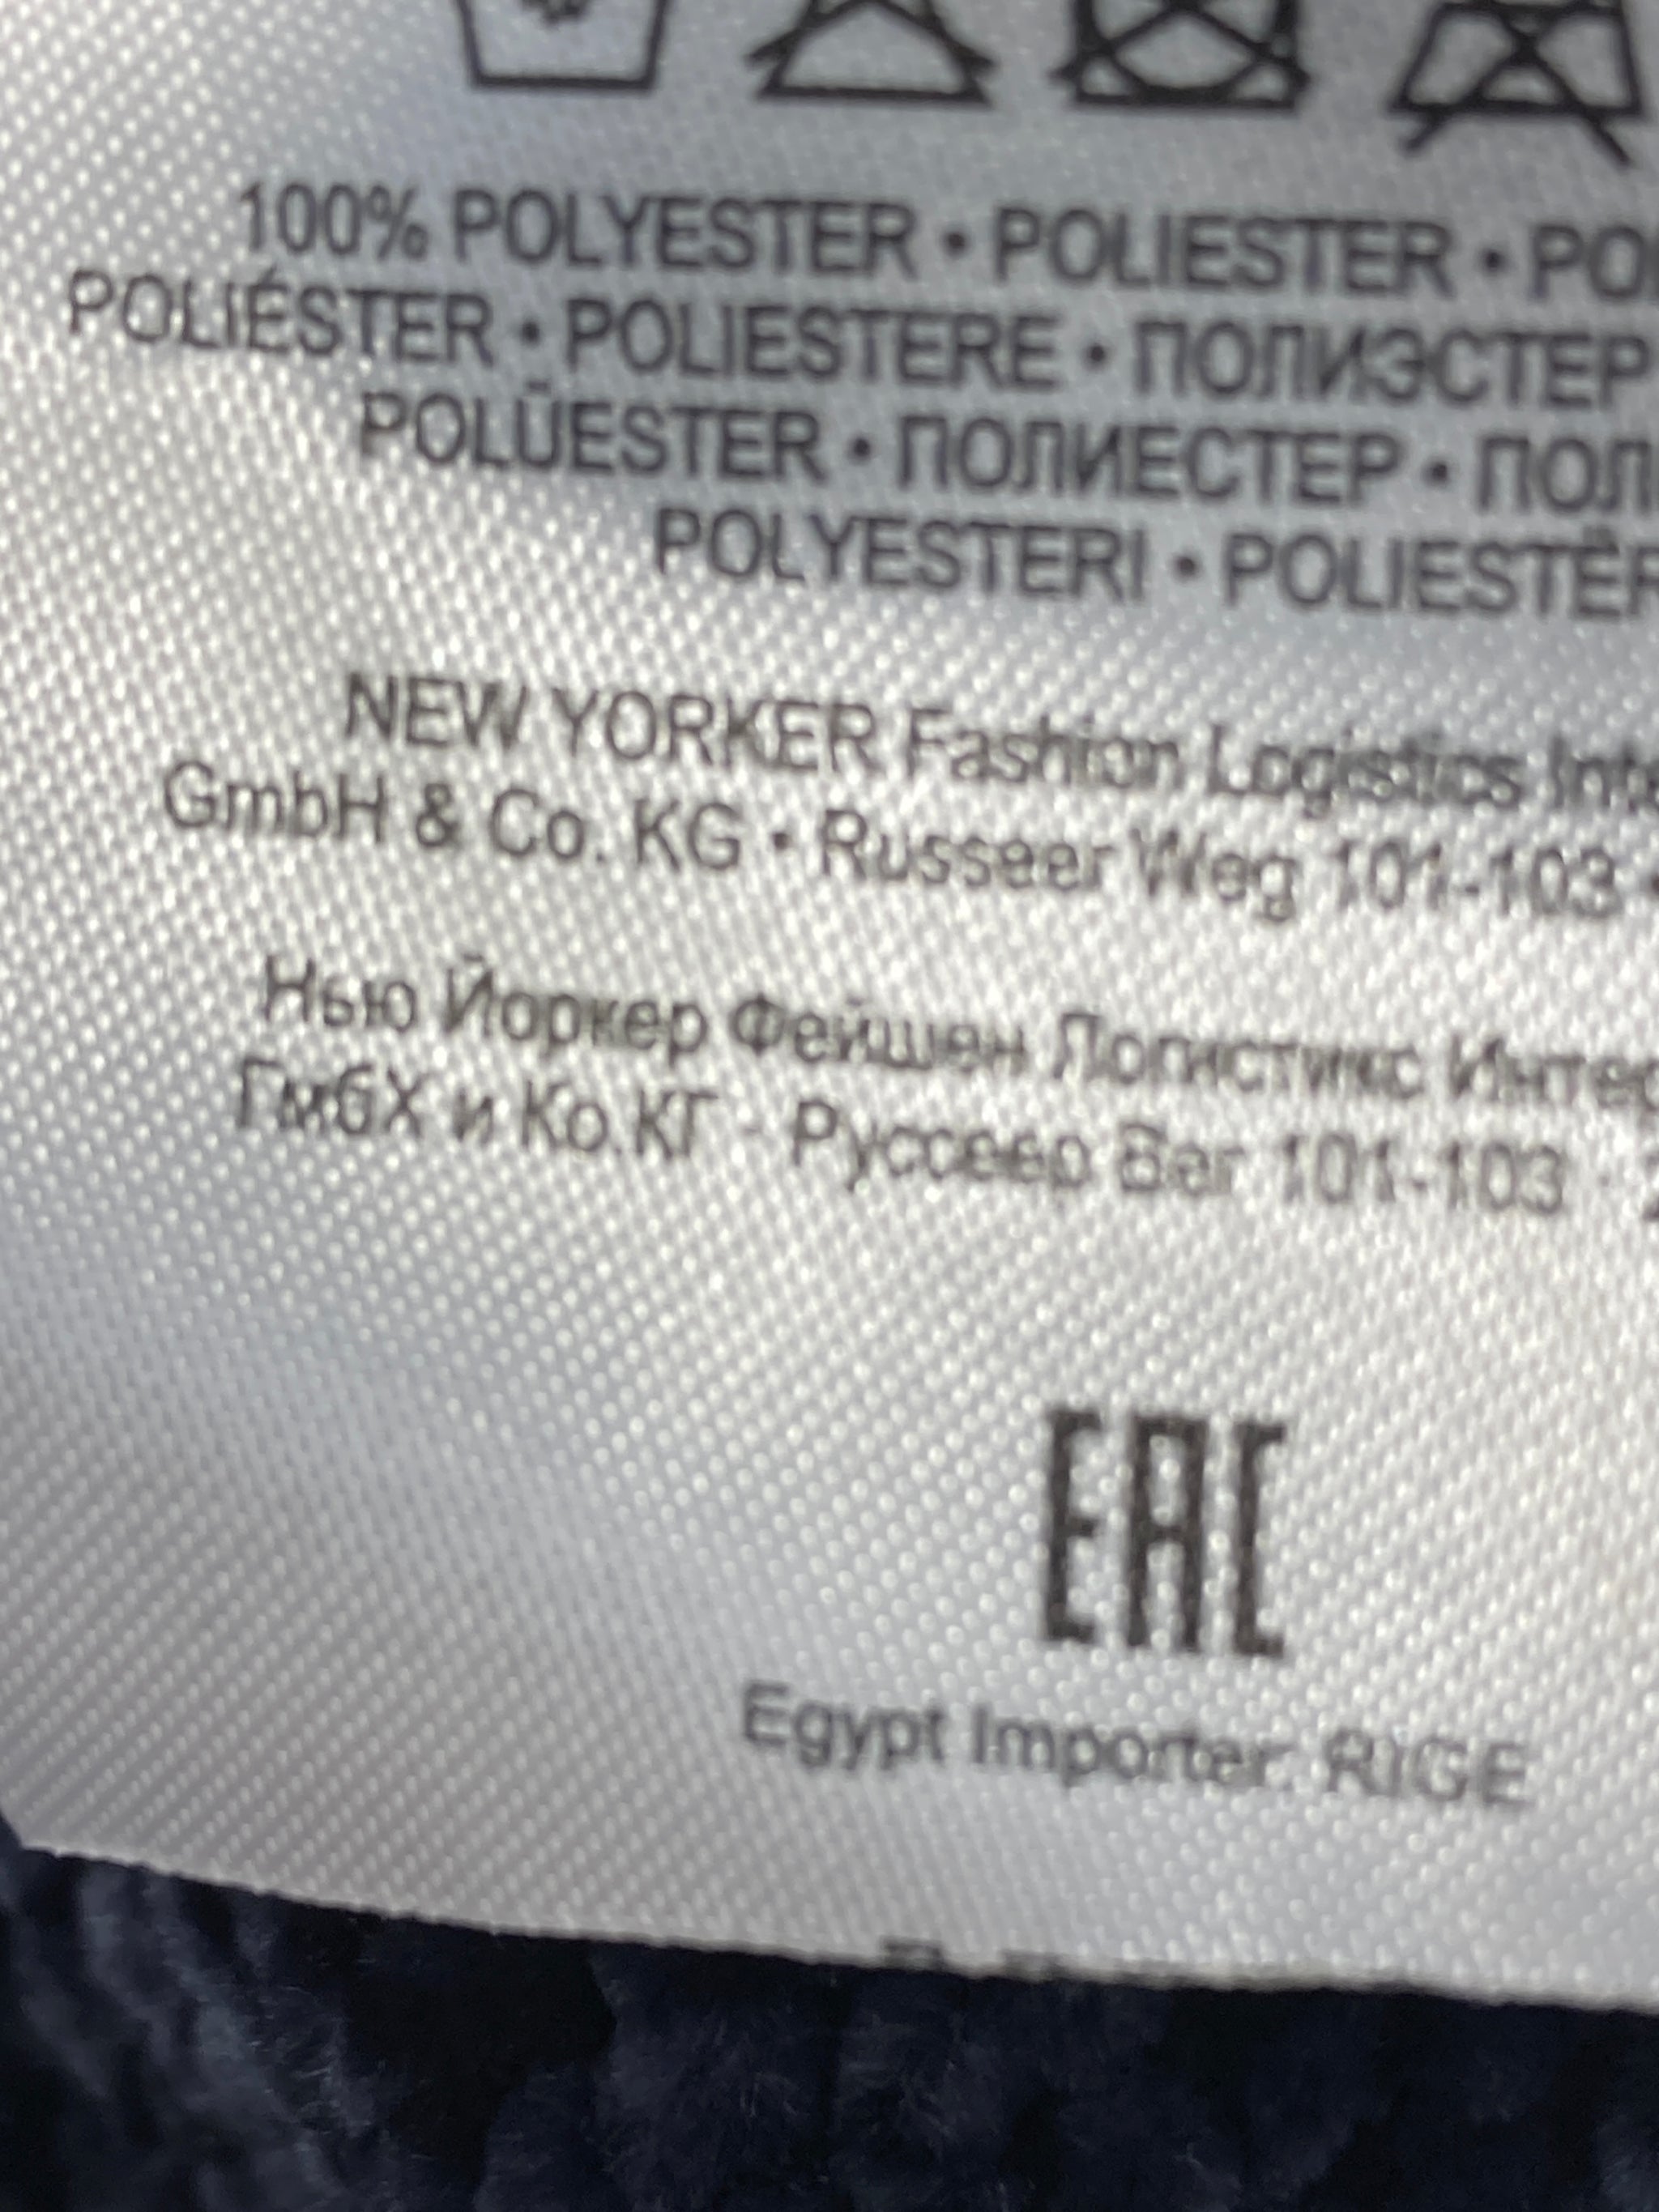 100% POLYESTER • POLIESTER •
POLIÉSTER • POLIESTERE • ПОЛИЭСТЕР
POLÜESTER • ПОЛИЕСТЕР •
POLYESTERI •
NEW YORKER Fashion Logistics
GmbH & Co. KG • Russeer Weg 101-103 •
Нью Йоркер Фейшен Логистикс
ГмбХ и Ко.КГ - Руссеер Вег 101-103
EAC
Egypt Importer: RIGE